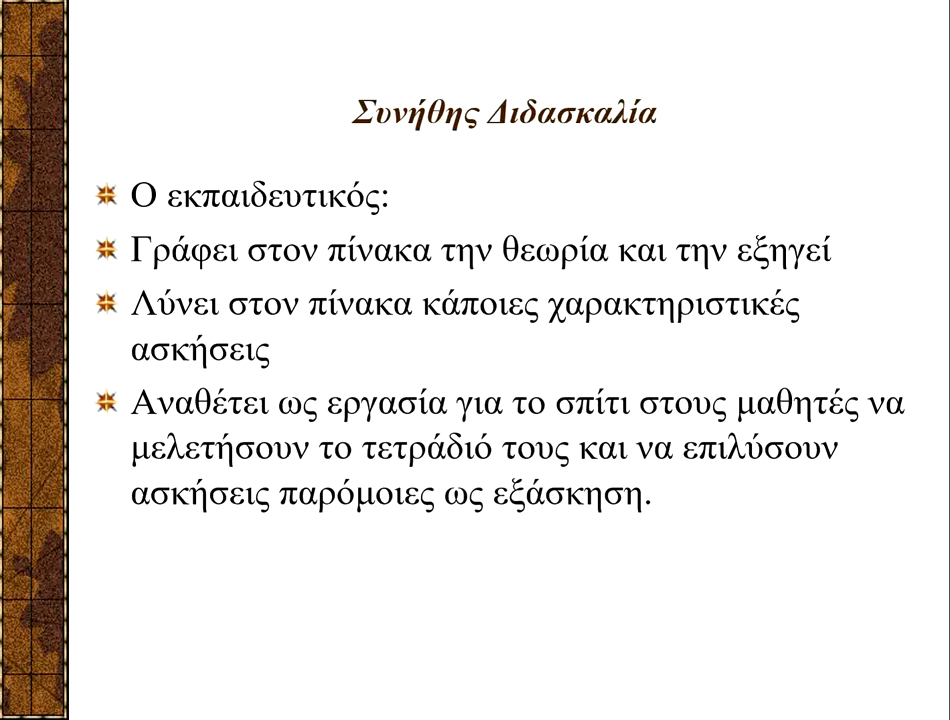 Συνήθης Διδασκαλία
Ο εκπαιδευτικός:
Γράφει στον πίνακα την θεωρία και την εξηγεί
Λύνει στον πίνακα κάποιες χαρακτηριστικές
ασκήσεις
Αναθέτει ως εργασία για το σπίτι στους μαθητές να
μελετήσουν το τετράδιό τους και να επιλύσουν
ασκήσεις παρόμοιες ως εξάσκηση.